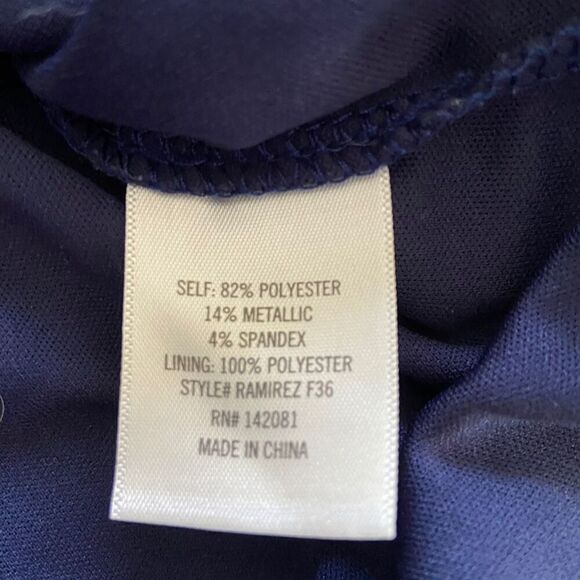 SELF: 82% POLYESTER
14% METALLIC
4% SPANDEX
LINING: 100% POLYESTER
STYLE# RAMIREZ F36
RN# 142081
MADE IN CHINA